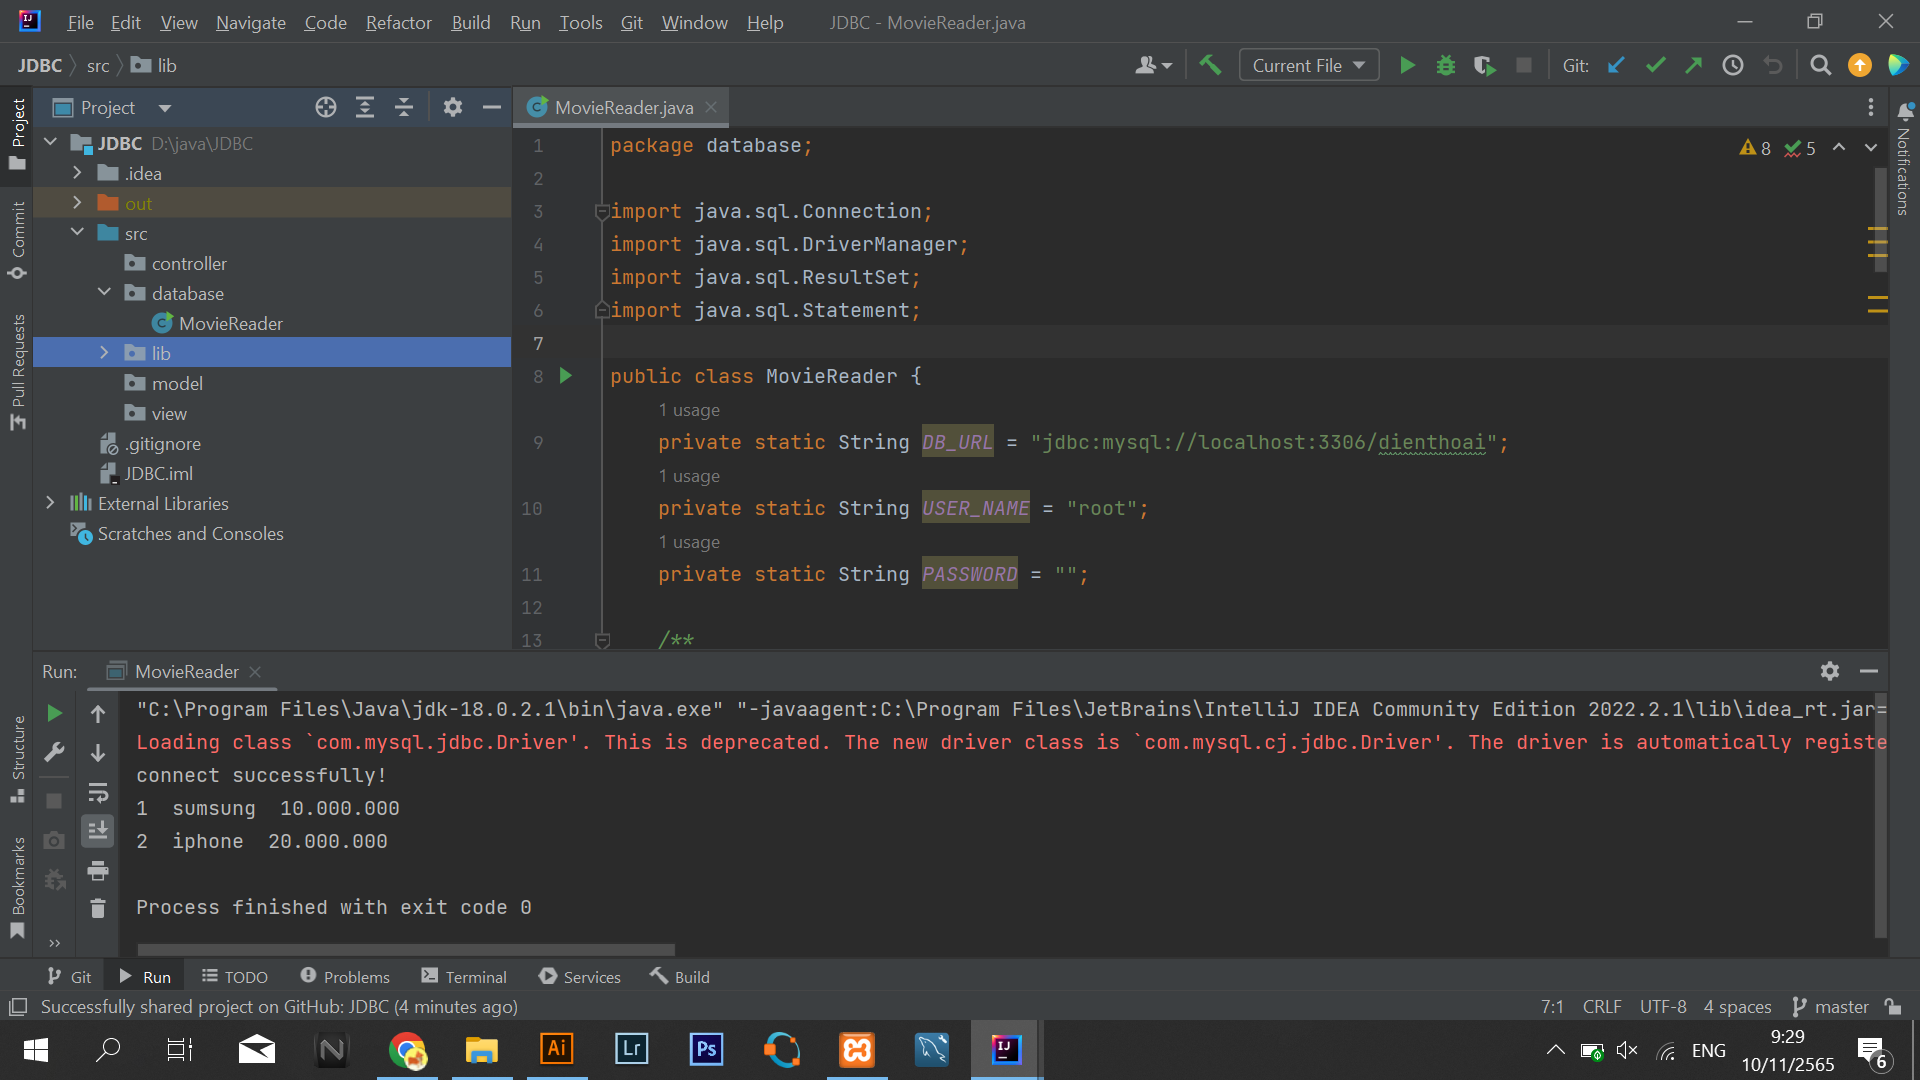 File Edit View Navigate Code Refactor Build Run Tools Git Window Help JDBC - MovieReader.java
JDBC src lib Current File Git:
Project MovieReader.java
JDBC D:\java\JDBC
.idea
out
src
controller
database
MovieReader
lib
model
view
.gitignore
JDBC.iml
External Libraries
Scratches and Consoles
Project
Commit
Pull Requests
Structure
Bookmarks
Notifications
8 5
1 package database;
2
3 import java.sql.Connection;
4 import java.sql.DriverManager;
5 import java.sql.ResultSet;
6 import java.sql.Statement;
7
8 public class MovieReader {
1 usage
9 private static String DB_URL = "jdbc:mysql://localhost:3306/dienthoai";
1 usage
10 private static String USER_NAME = "root";
1 usage
11 private static String PASSWORD = "";
12
13 /**
Run: MovieReader
"C:\Program Files\Java\jdk-18.0.2.1\bin\java.exe" "-javaagent:C:\Program Files\JetBrains\IntelliJ IDEA Community Edition 2022.2.1\lib\idea_rt.jar=
Loading class `com.mysql.jdbc.Driver'. This is deprecated. The new driver class is `com.mysql.cj.jdbc.Driver'. The driver is automatically registe
connect successfully!
1 sumsung 10.000.000
2 iphone 20.000.000
Process finished with exit code 0
Git Run TODO Problems Terminal Services Build
Successfully shared project on GitHub: JDBC (4 minutes ago) 7:1 CRLF UTF-8 4 spaces master
Ai Lr Ps IJ ENG 9:29
10/11/2565 6